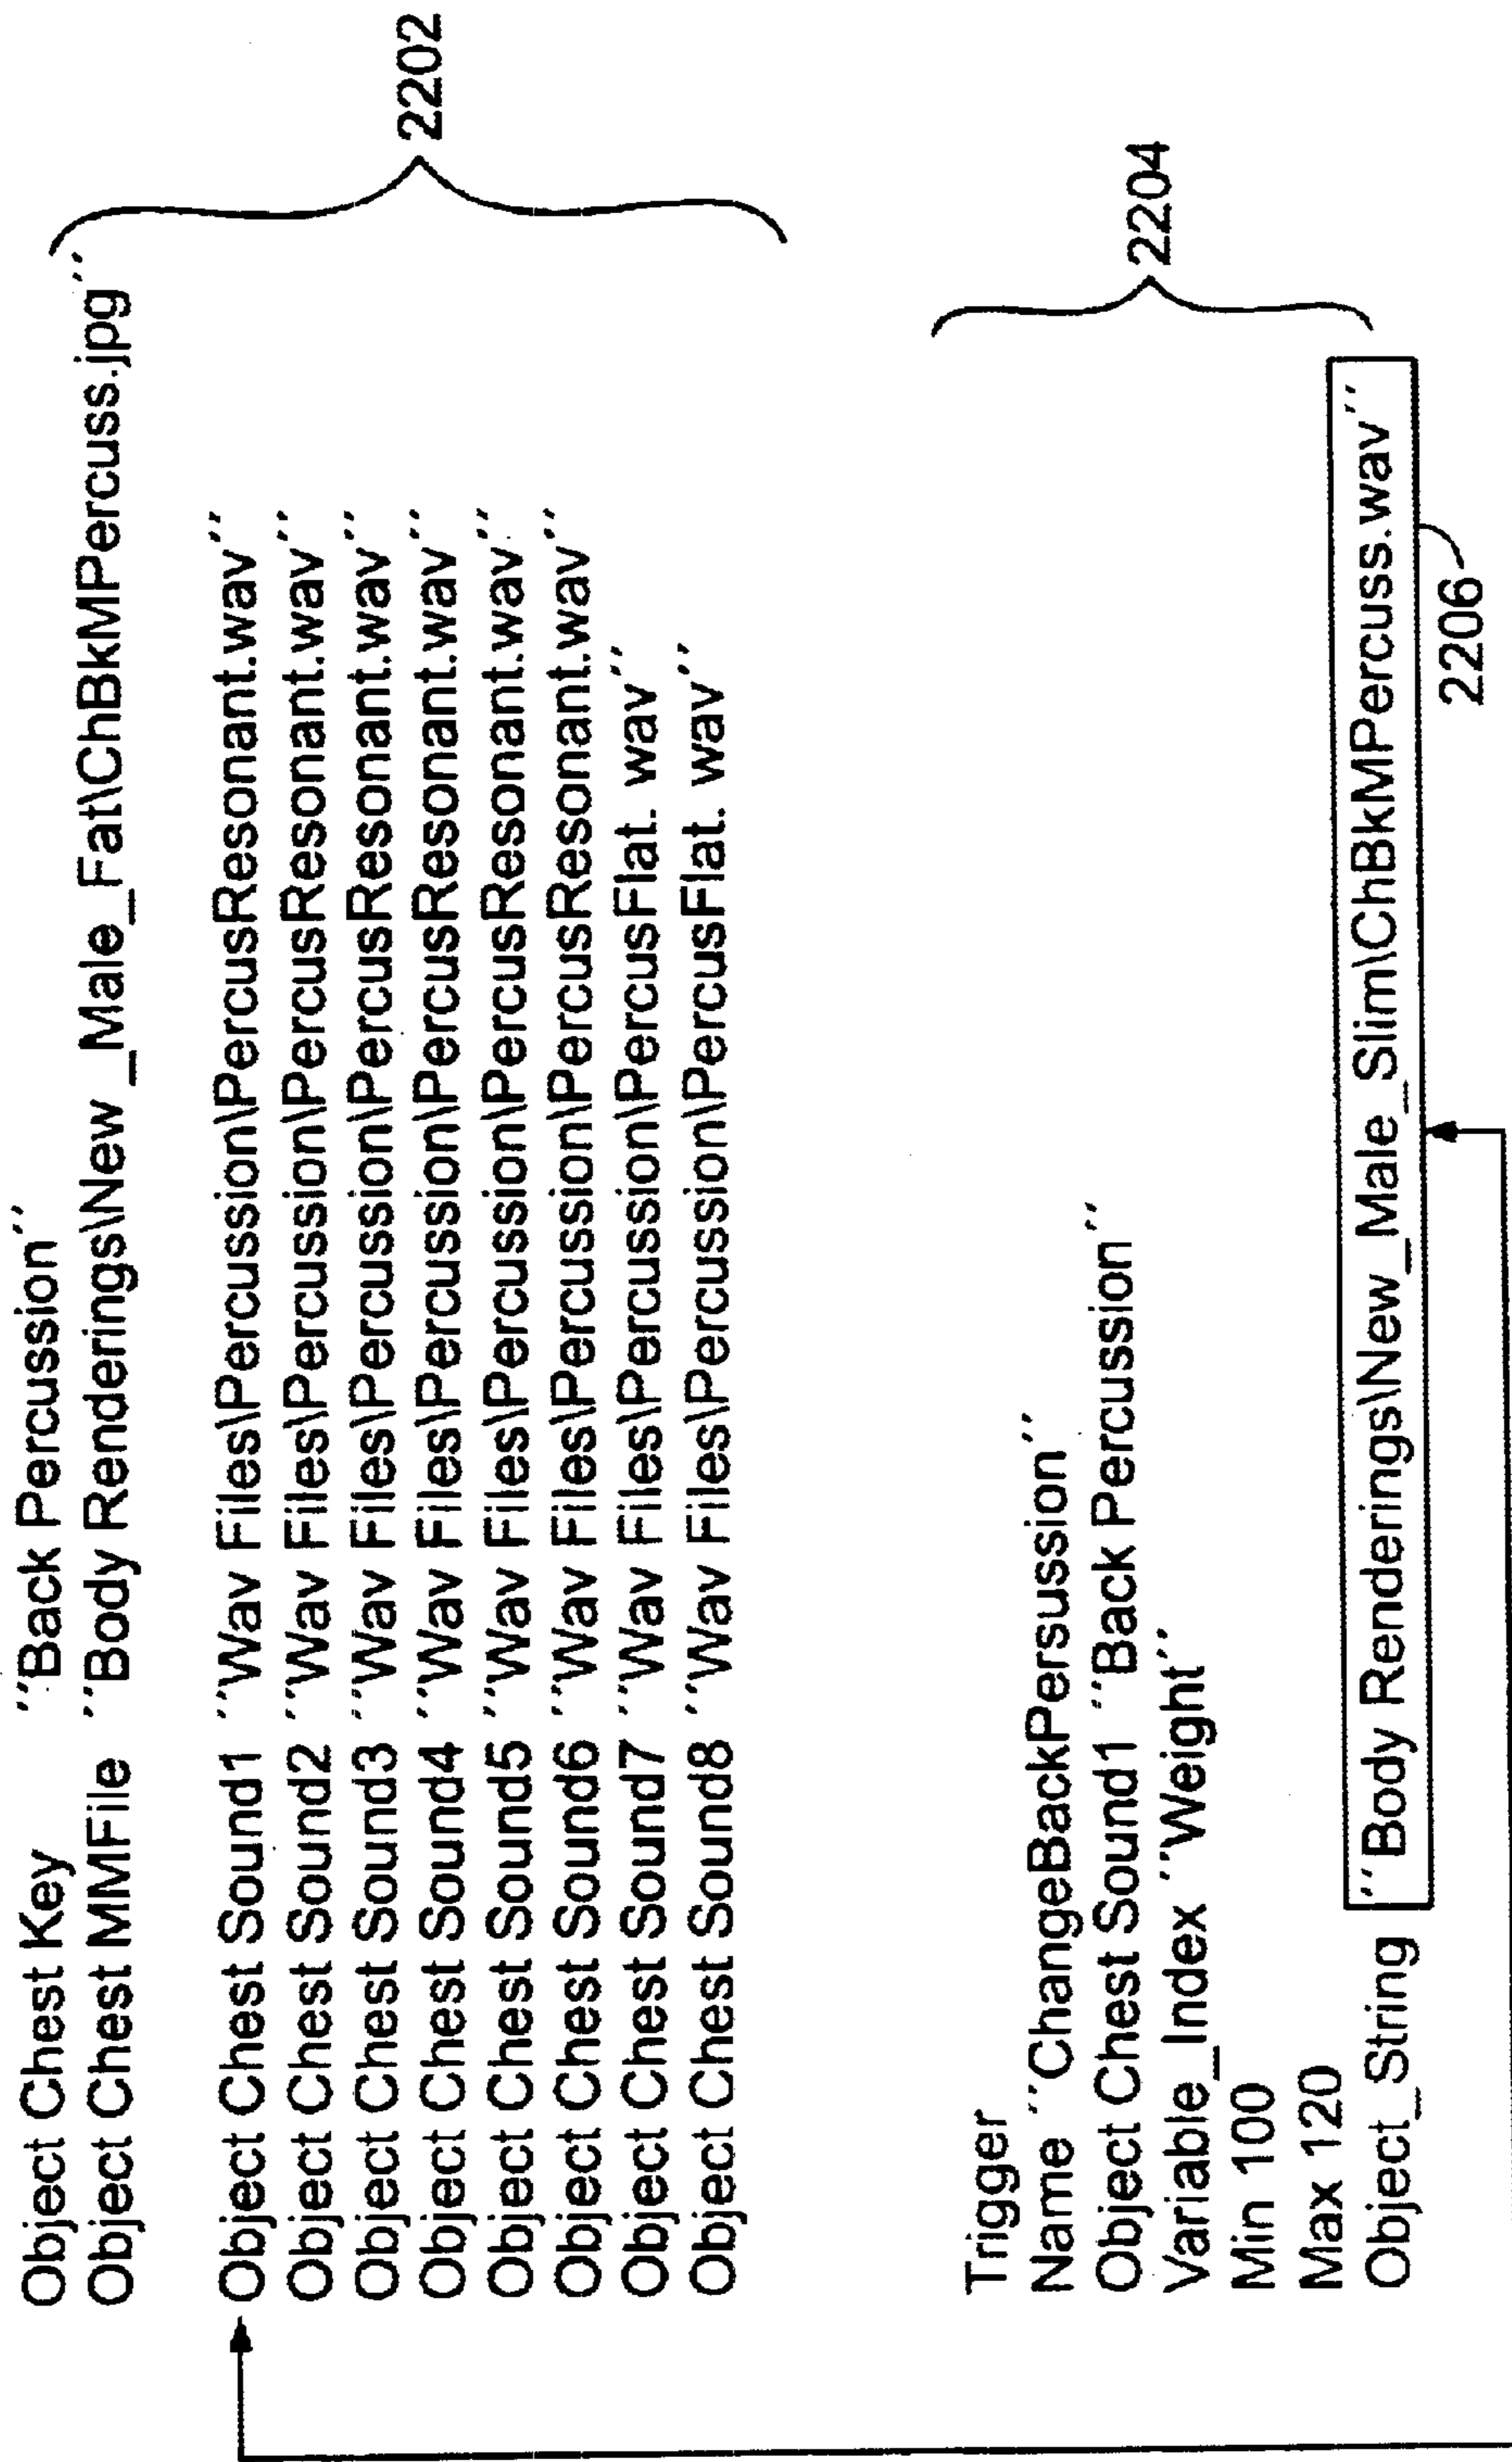 Object Chest Key ´´Back Percussion´´
Object Chest MMFile ´´Body Renderings\New_Male_Fat\ChBkMPercuss.jpg´´
2202
Object Chest Sound1 ´´Wav Files\Percussion\PercusResonant.wav´´
Object Chest Sound2 ´´Wav Files\Percussion\PercusResonant.wav´´
Object Chest Sound3 ´´Wav Files\Percussion\PercusResonant.wav´´
Object Chest Sound4 ´´Wav Files\Percussion\PercusResonant.wav´´
Object Chest Sound5 ´´Wav Files\Percussion\PercusResonant.wav´´
Object Chest Sound6 ´´Wav Files\Percussion\PercusResonant.wav´´
Object Chest Sound7 ´´Wav Files\Percussion\PercusFlat. wav´´
Object Chest Sound8 ´´Wav Files\Percussion\PercusFlat. wav´´
Trigger
Name ´´ChangeBackPersussion´´
Object Chest Sound1 ´´Back Percussion´´
Variable_Index ´´Weight´´
Min 100
Max 120
Object_String ´´Body Renderings\New_Male_Slim\ChBkMPercuss.wav´´
2204
2206